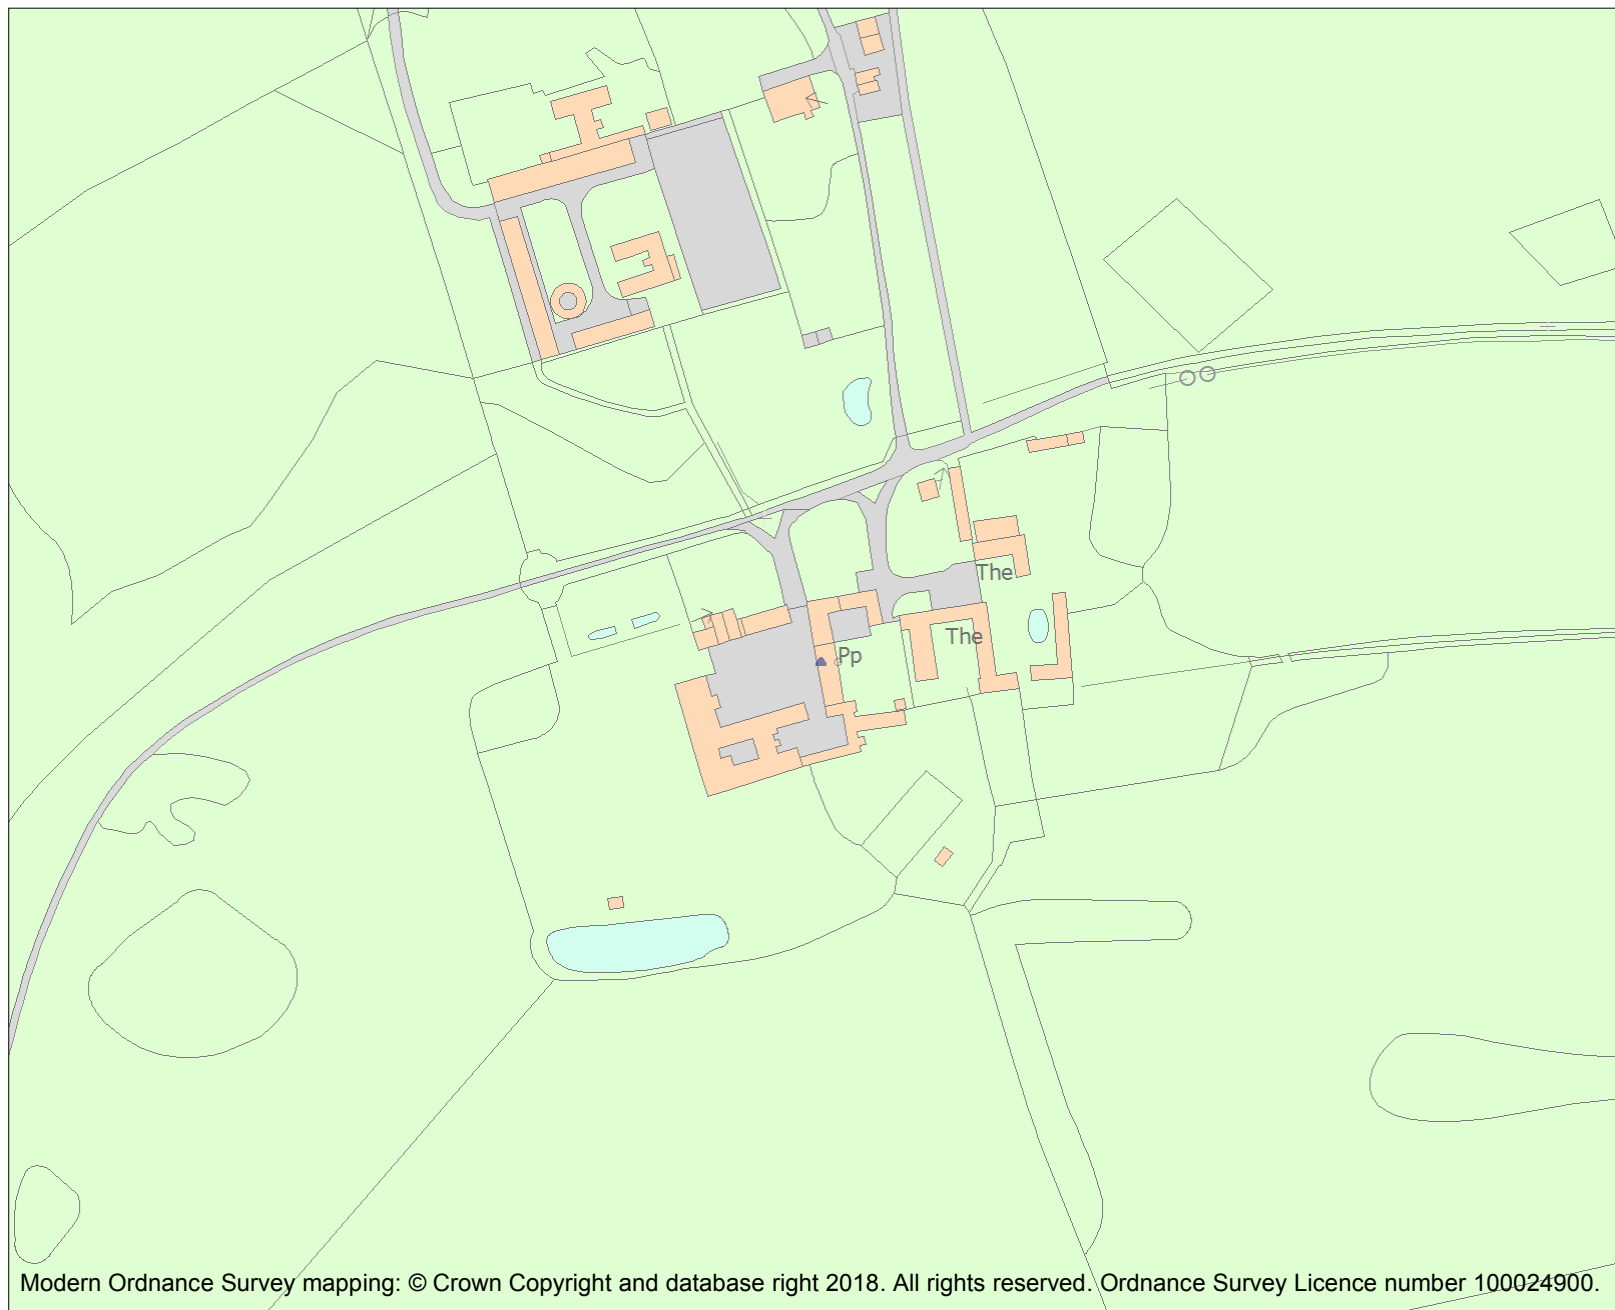 The
The
Pp
Modern Ordnance Survey mapping: © Crown Copyright and database right 2018. All rights reserved. Ordnance Survey Licence number 100024900.